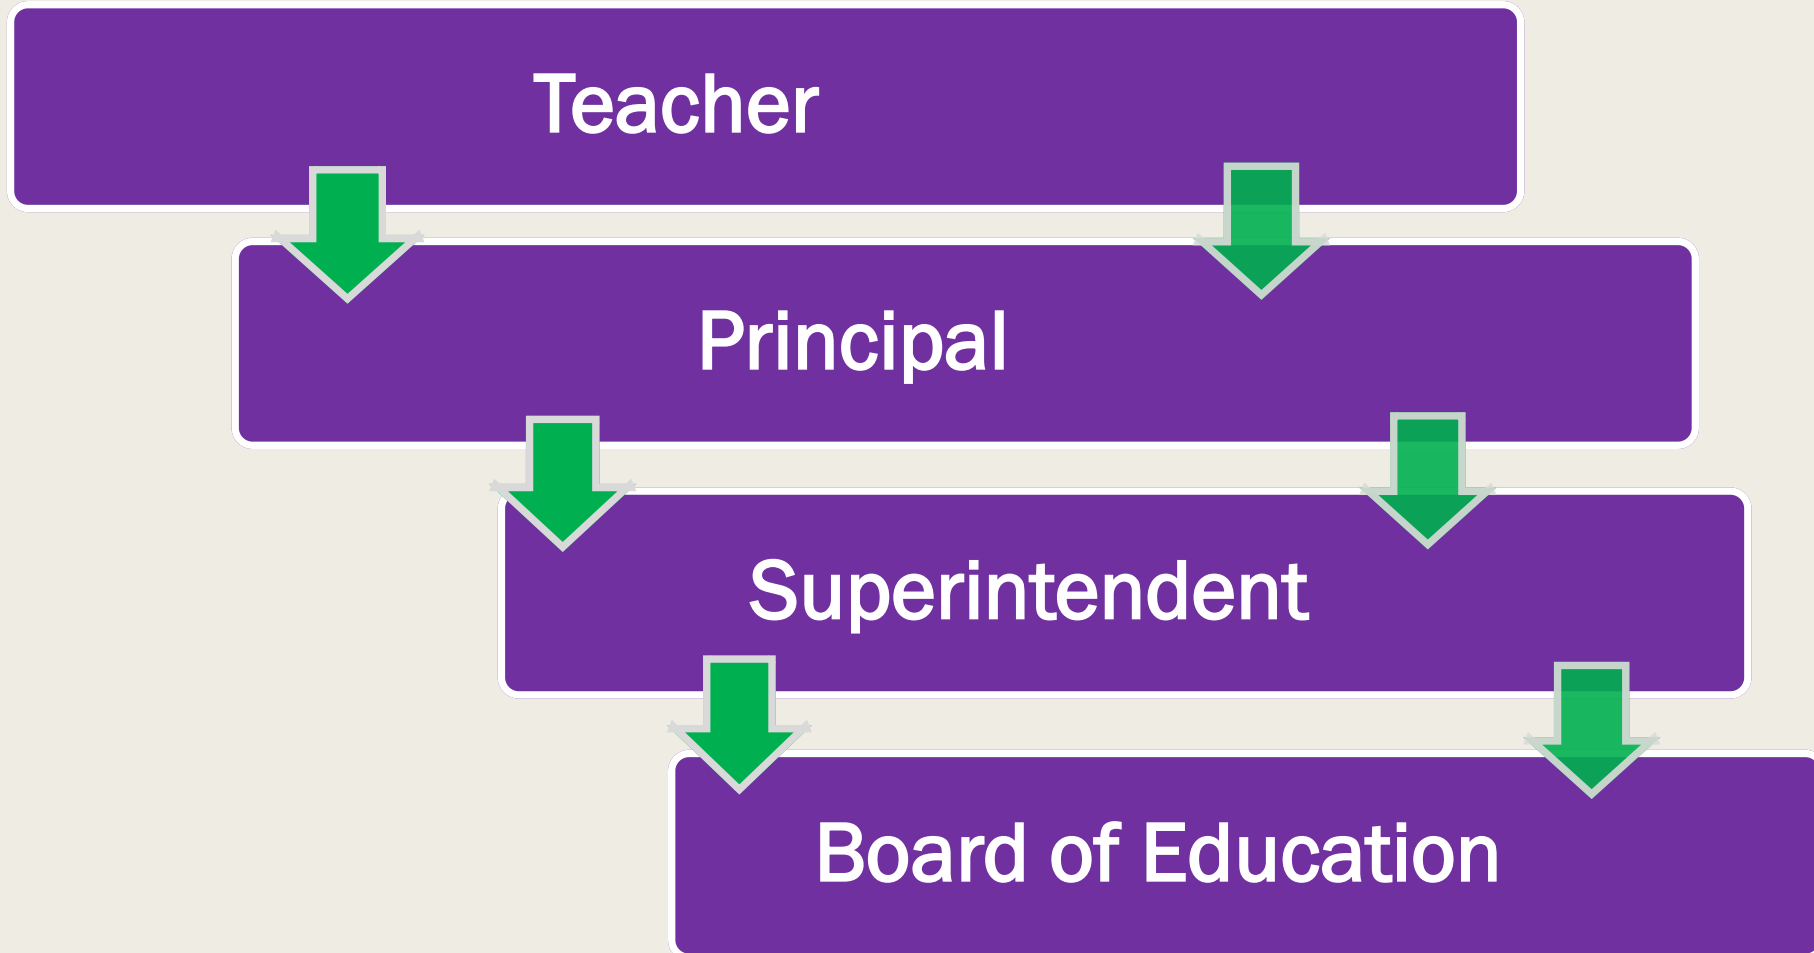 Teacher
Principal
Superintendent
Board of Education